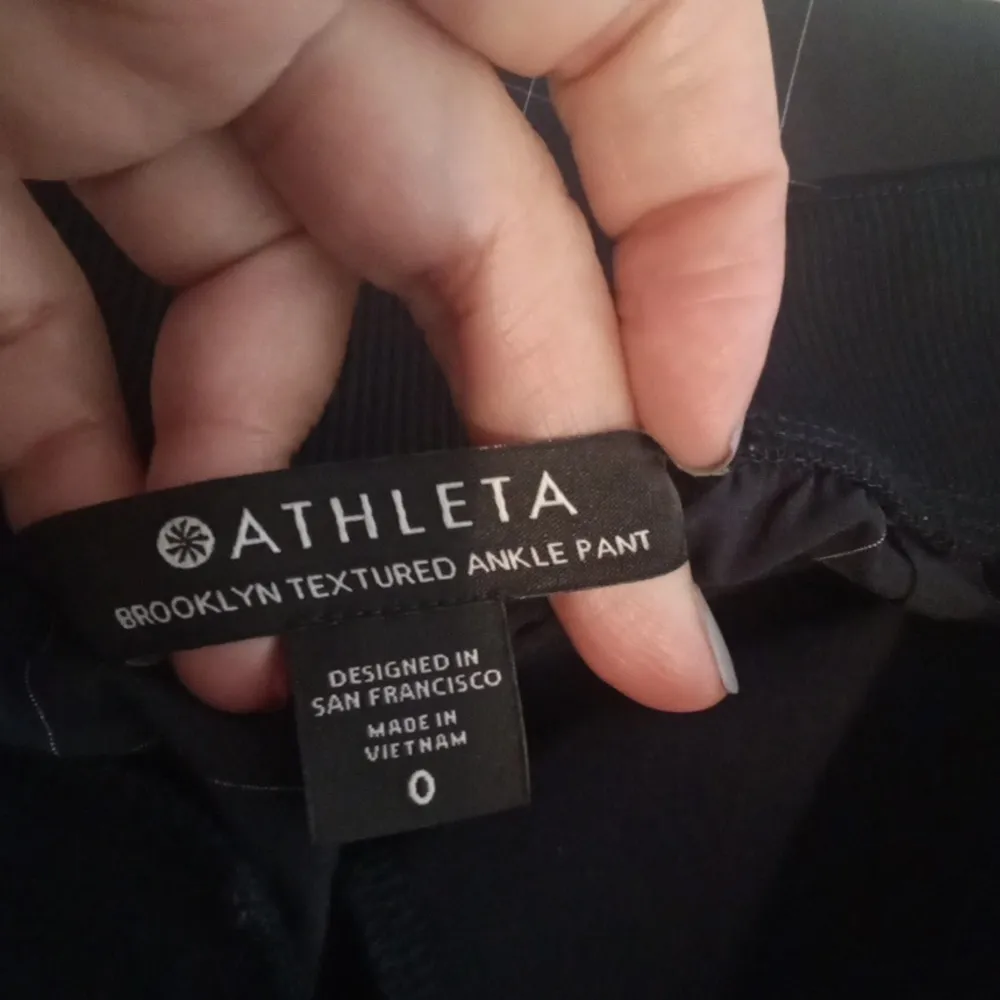 ATHLETA
BROOKLYN TEXTURED ANKLE PANT
DESIGNED IN
SAN FRANCISCO
MADE IN
VIETNAM
0